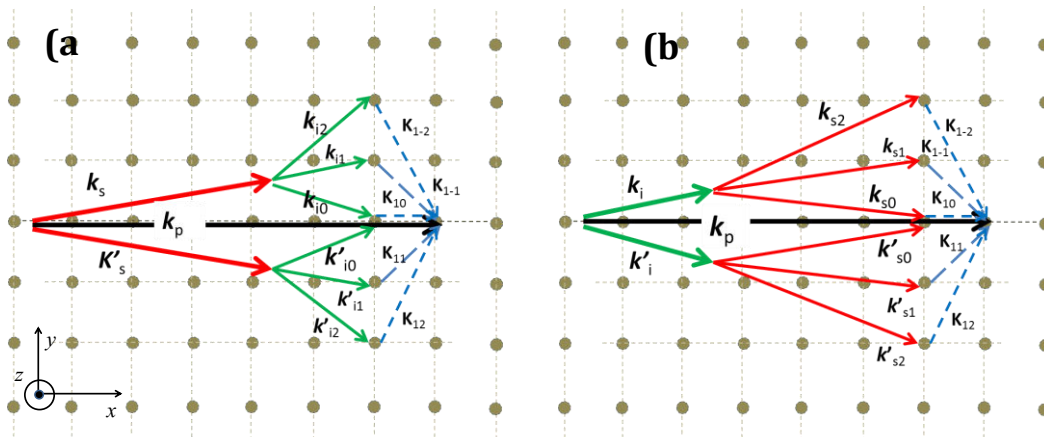 (a
k_i2
K_1-2
k_i1
k_s
K_1-1
k_i0
K_10
k_p
K'_s
k'_i0
K_11
k'_i1
k'_i2
K_12
y
z
x
(b
k_s2
K_1-2
k_s1
K_1-1
k_i
k_s0
K_10
k_p
k'_s0
k'_i
K_11
k'_s1
K_12
k'_s2